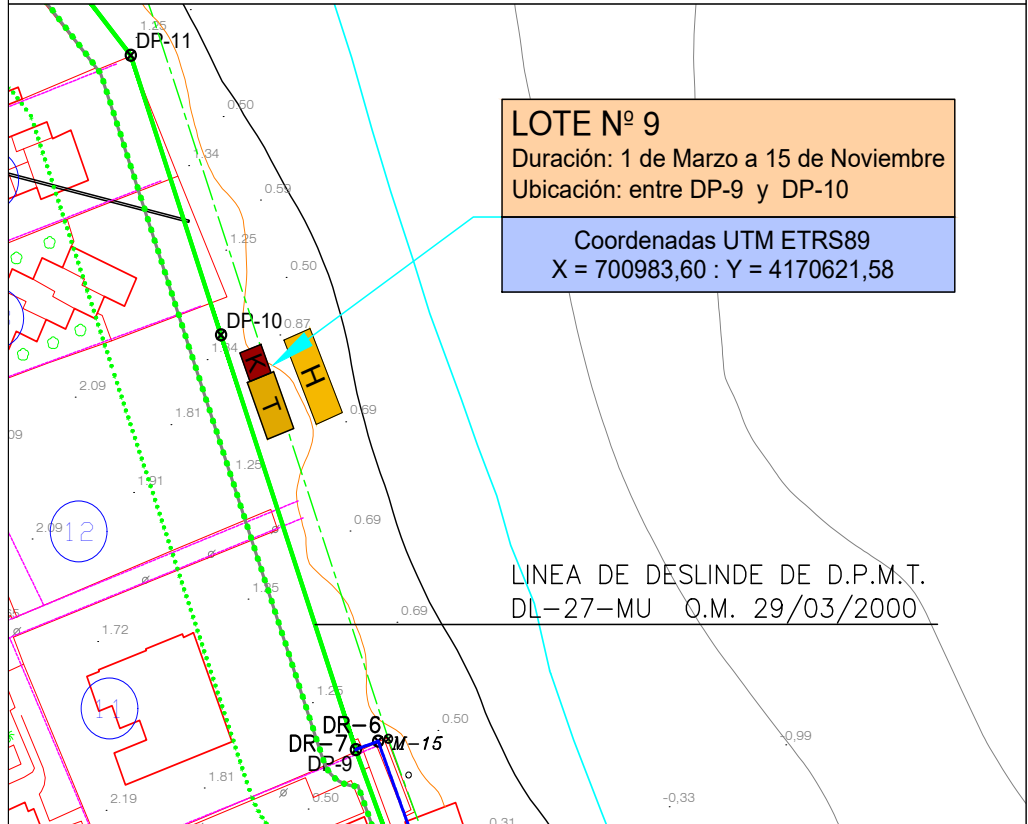 1.25
DP-11
0.50
1.34
0.59
LOTE Nº 9
Duración: 1 de Marzo a 15 de Noviembre
Ubicación: entre DP-9 y DP-10
Coordenadas UTM ETRS89
X = 700983,60 : Y = 4170621,58
1.25
0.50
DP-10
0.87
K
H
T
2.09
1.81
0.69
1.25
1.91
2.09
12
0.69
LINEA DE DESLINDE DE D.P.M.T.
DL-27-MU O.M. 29/03/2000
0.69
1.72
11
1.25
DR-6
0.50
DR-7
M-15
DP-9
-0,99
1.81
2.19
0.50
-0,33
0.31